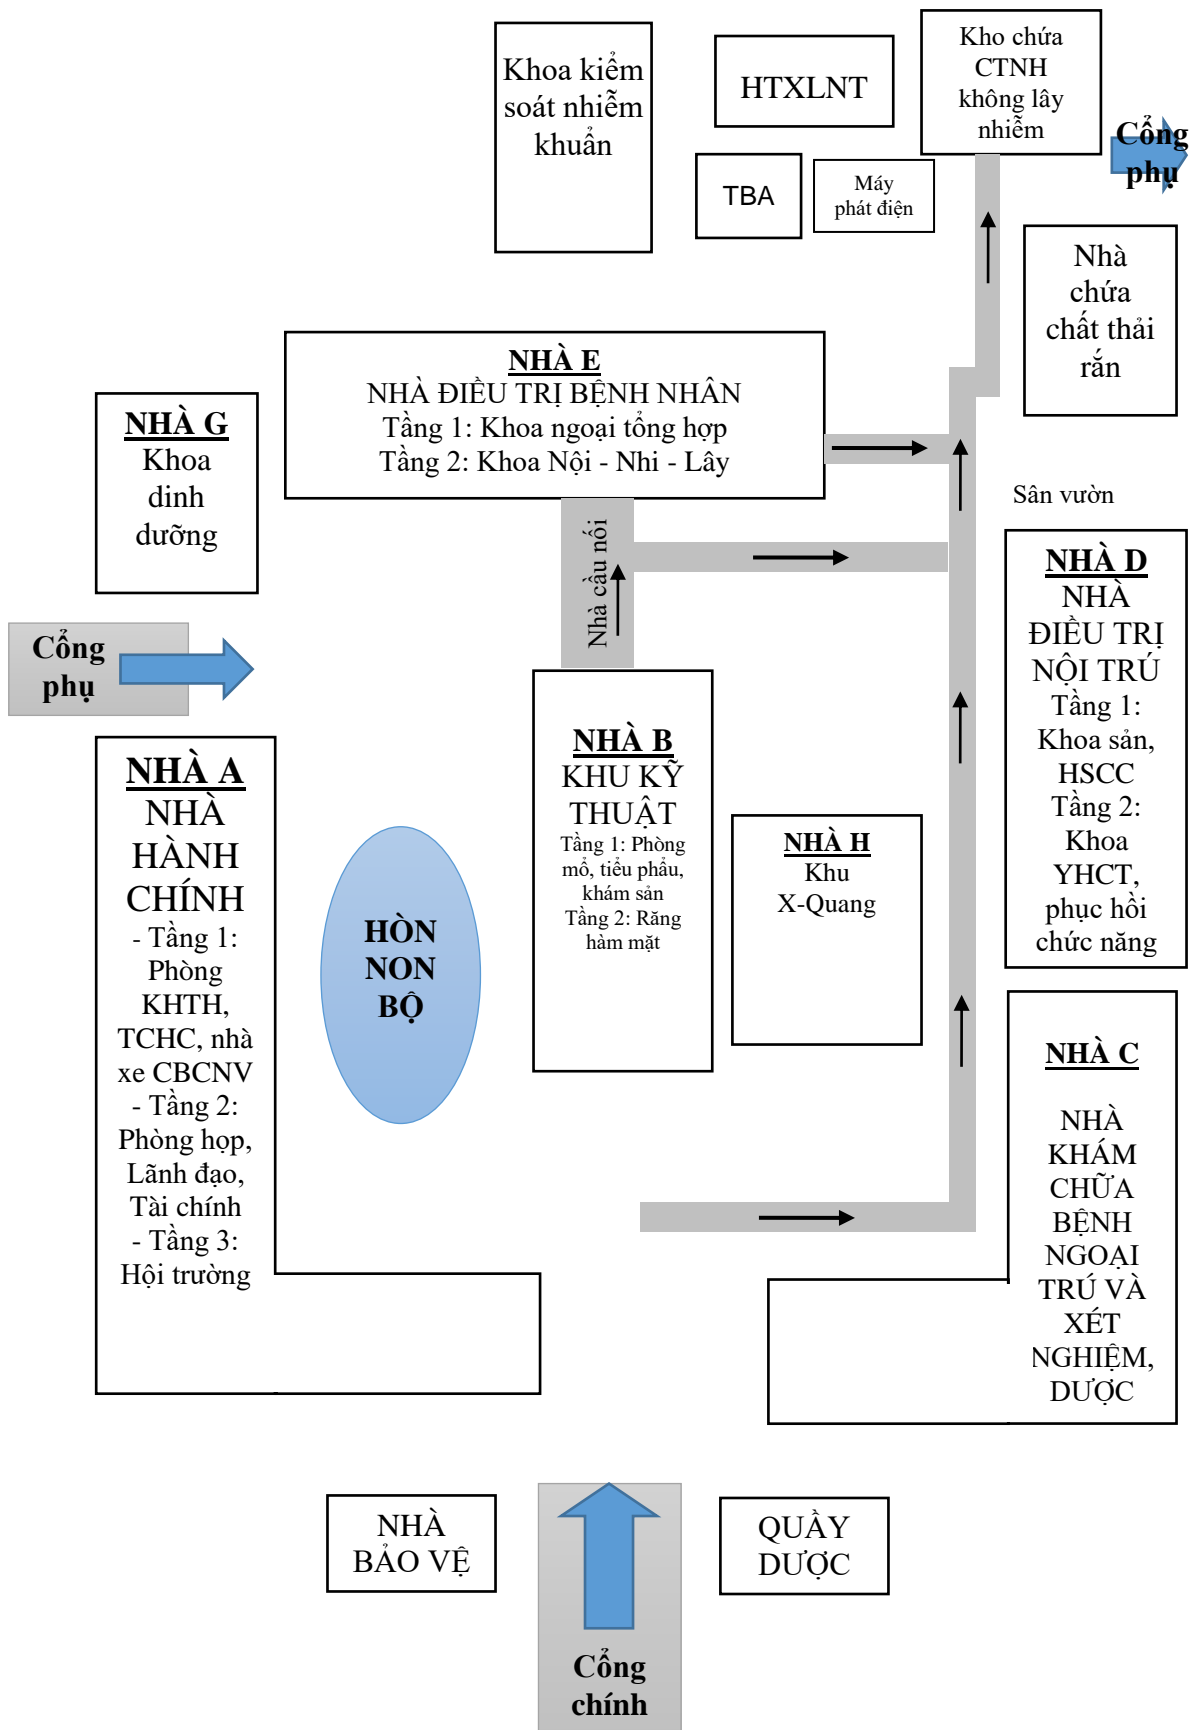 Khoa kiểm
soát nhiễm
khuẩn
HTXLNT
Kho chứa
CTNH
không lây
nhiễm
Cổng
phụ
TBA
Máy
phát điện
Nhà
chứa
chất thải
rắn
NHÀ E
NHÀ ĐIỀU TRỊ BỆNH NHÂN
Tầng 1: Khoa ngoại tổng hợp
Tầng 2: Khoa Nội - Nhi - Lây
NHÀ G
Khoa
dinh
dưỡng
Sân vườn
Nhà cầu nối
NHÀ D
NHÀ
ĐIỀU TRỊ
NỘI TRÚ
Tầng 1:
Khoa sản,
HSCC
Tầng 2:
Khoa
YHCT,
phục hồi
chức năng
Cổng
phụ
NHÀ A
NHÀ
HÀNH
CHÍNH
- Tầng 1:
Phòng
KHTH,
TCHC, nhà
xe CBCNV
- Tầng 2:
Phòng họp,
Lãnh đạo,
Tài chính
- Tầng 3:
Hội trường
HÒN
NON
BỘ
NHÀ B
KHU KỸ
THUẬT
Tầng 1: Phòng
mổ, tiểu phẩu,
khám sản
Tầng 2: Răng
hàm mặt
NHÀ H
Khu
X-Quang
NHÀ C
NHÀ
KHÁM
CHỮA
BỆNH
NGOẠI
TRÚ VÀ
XÉT
NGHIỆM,
DƯỢC
NHÀ
BẢO VỆ
QUẦY
DƯỢC
Cổng
chính